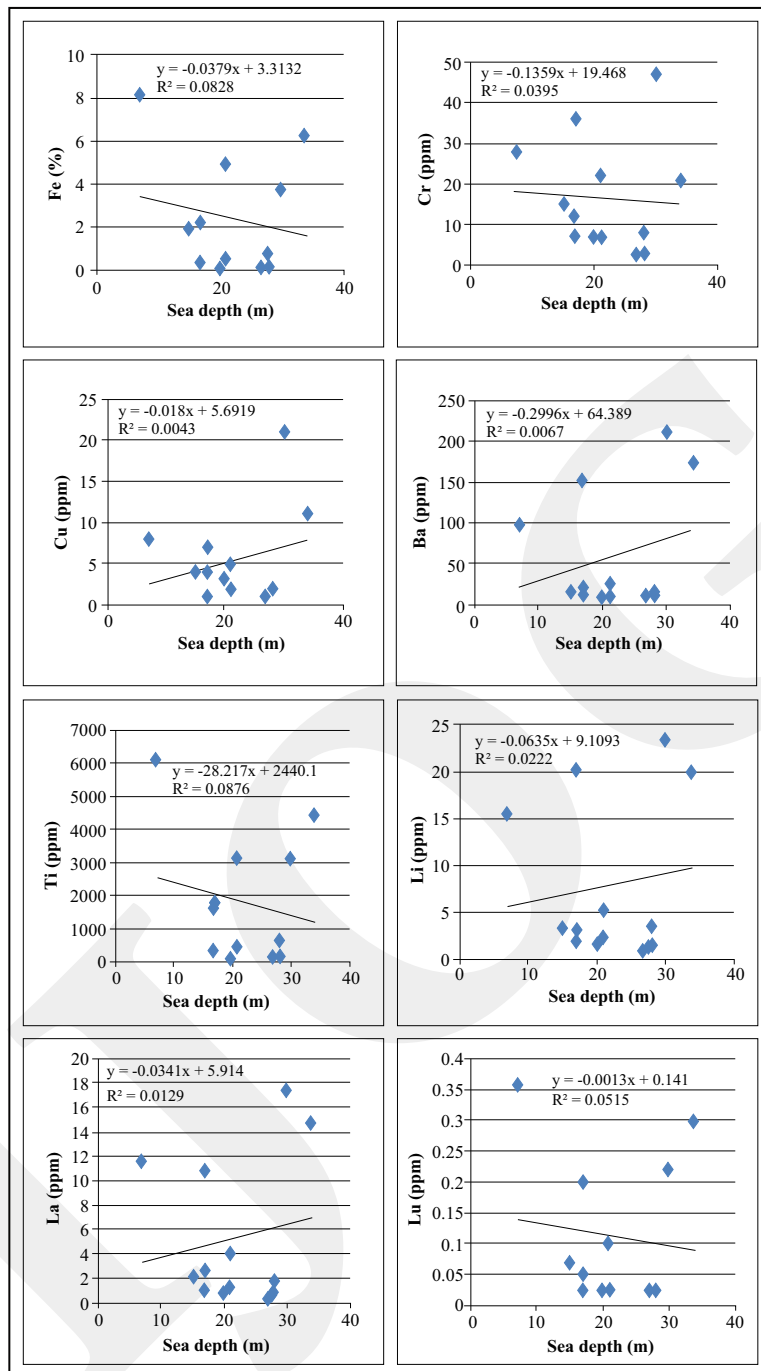 y = -0.0379x + 3.3132
R² = 0.0828
Fe (%)
10
8
6
4
2
0
0 20 40
Sea depth (m)
y = -0.1359x + 19.468
R² = 0.0395
Cr (ppm)
50
40
30
20
10
0
0 20 40
Sea depth (m)
y = -0.018x + 5.6919
R² = 0.0043
Cu (ppm)
25
20
15
10
5
0
0 20 40
Sea depth (m)
y = -0.2996x + 64.389
R² = 0.0067
Ba (ppm)
250
200
150
100
50
0
0 10 20 30 40
Sea depth (m)
y = -28.217x + 2440.1
R² = 0.0876
Ti (ppm)
7000
6000
5000
4000
3000
2000
1000
0
0 10 20 30 40
Sea depth (m)
y = -0.0635x + 9.1093
R² = 0.0222
Li (ppm)
25
20
15
10
5
0
0 10 20 30 40
Sea depth (m)
y = -0.0341x + 5.914
R² = 0.0129
La (ppm)
20
18
16
14
12
10
8
6
4
2
0
0 10 20 30 40
Sea depth (m)
y = -0.0013x + 0.141
R² = 0.0515
Lu (ppm)
0.4
0.35
0.3
0.25
0.2
0.15
0.1
0.05
0
0 10 20 30 40
Sea depth (m)